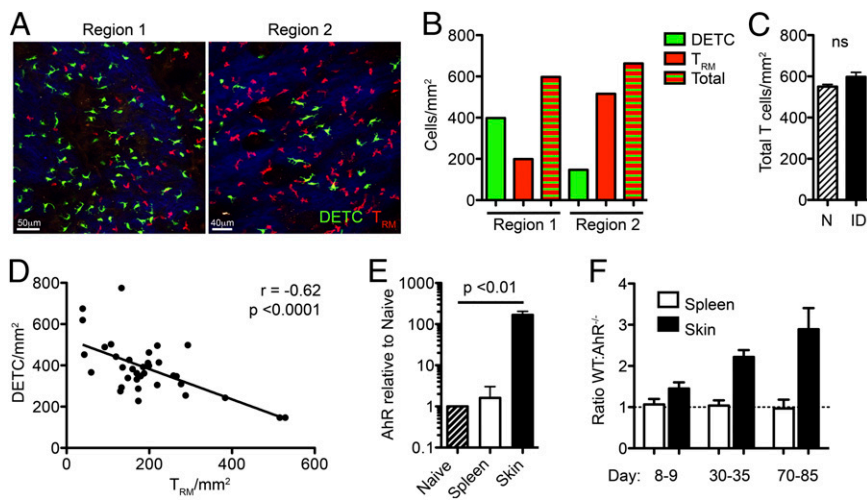 A
Region 1
Region 2
50μm
40μm
DETC TRM
B
DETC
TRM
Total
Cells/mm²
800
600
400
200
0
Region 1
Region 2
C
ns
Total T cells/mm²
800
600
400
200
0
N
ID
D
r = -0.62
p <0.0001
DETC/mm²
800
600
400
200
0
0
200
400
600
TRM/mm²
E
p <0.01
AhR relative to Naive
1000
100
10
1
0.1
Naive
Spleen
Skin
F
Spleen
Skin
Ratio WT:AhR-/-
4
3
2
1
0
Day:
8-9
30-35
70-85